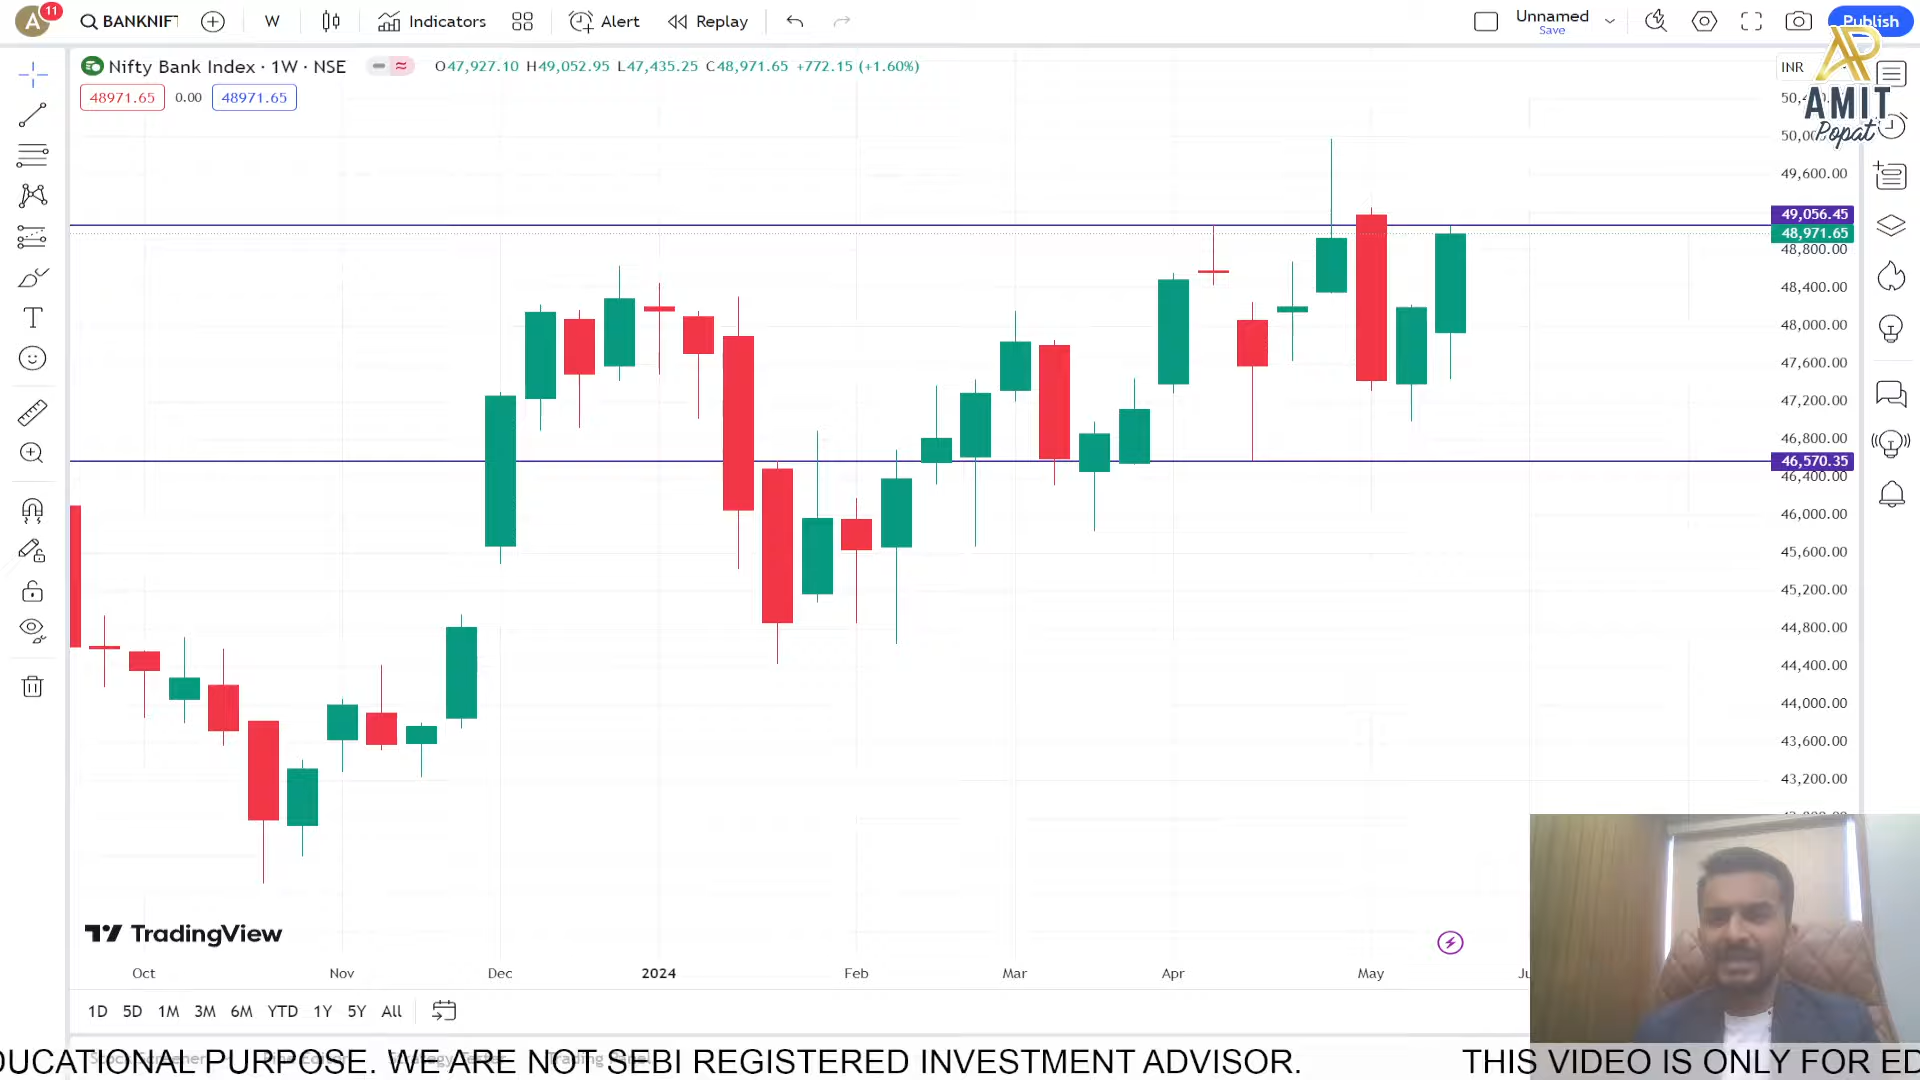 A
11
BANKNIFT
W
Indicators
Alert
Replay
Unnamed
Save
Publish
Nifty Bank Index · 1W · NSE
O47,927.10 H49,052.95 L47,435.25 C48,971.65 +772.15 (+1.60%)
48971.65
0.00
48971.65
INR
AP
AMIT
Popat
49,600.00
49,056.45
48,971.65
48,800.00
48,400.00
48,000.00
47,600.00
47,200.00
46,800.00
46,570.35
46,400.00
46,000.00
45,600.00
45,200.00
44,800.00
44,400.00
44,000.00
43,600.00
43,200.00
TradingView
Oct
Nov
Dec
2024
Feb
Mar
Apr
May
1D
5D
1M
3M
6M
YTD
1Y
5Y
All
DUCATIONAL PURPOSE. WE ARE NOT SEBI REGISTERED INVESTMENT ADVISOR.
THIS VIDEO IS ONLY FOR ED